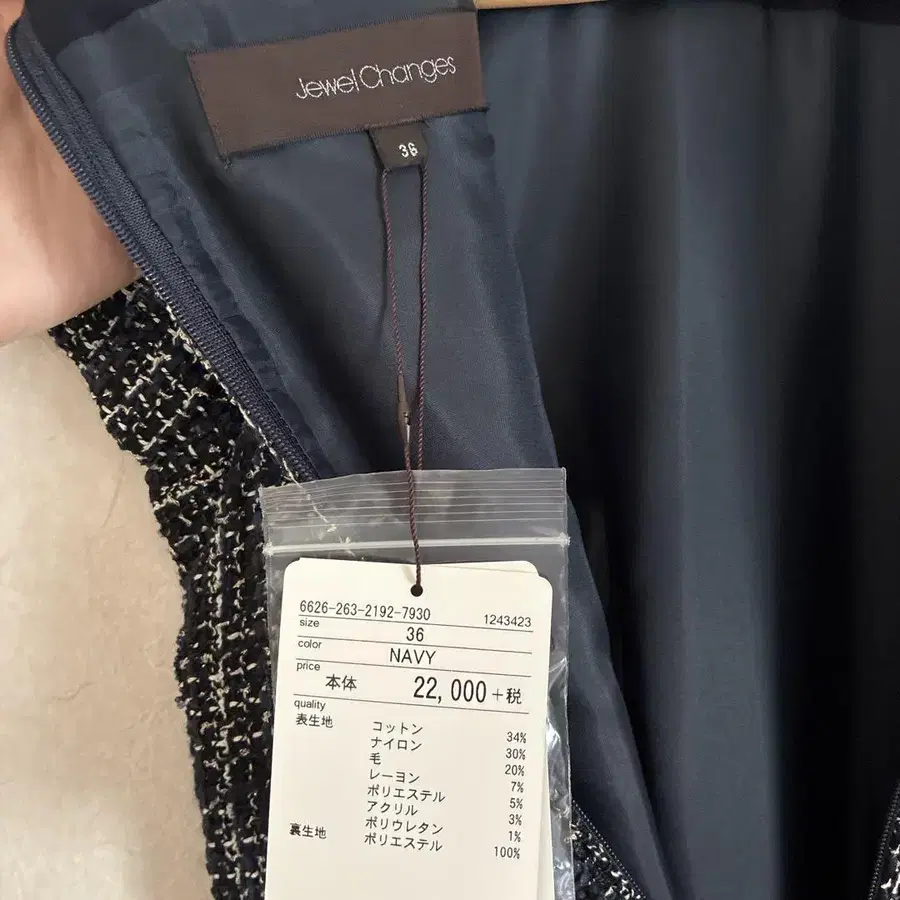 Jewel Changes
36
6626-263-2192-7930 1243423
size 36
color NAVY
price 本体 22,000+税
quality
表生地 コットン 34%
ナイロン 30%
毛 20%
レーヨン 7%
ポリエステル 5%
アクリル 3%
ポリウレタン 1%
裏生地 ポリエステル 100%